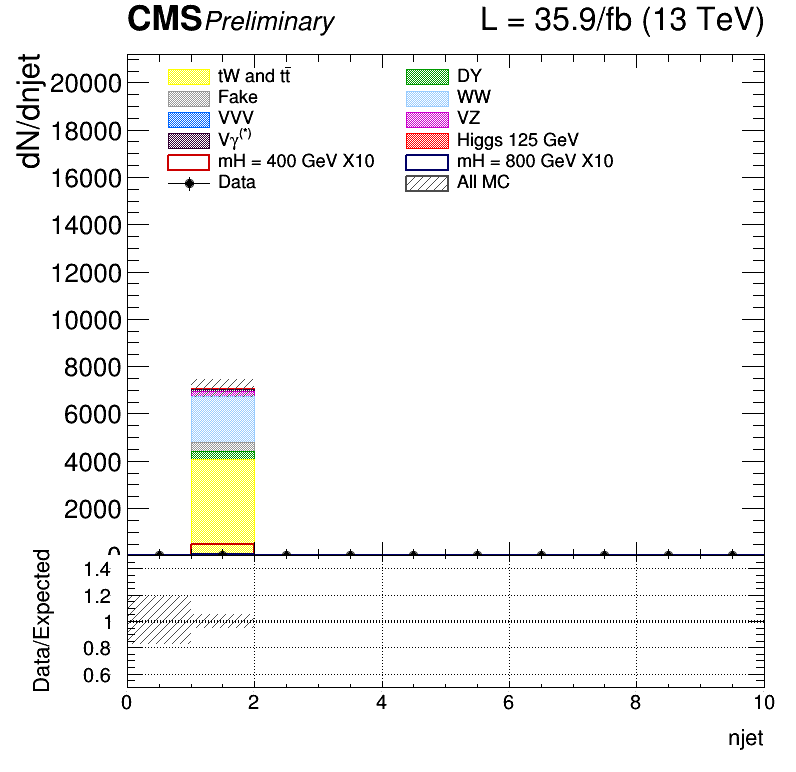 CMS Preliminary L = 35.9/fb (13 TeV)
dN/dnjet
20000
18000
16000
14000
12000
10000
8000
6000
4000
2000
0
tW and tt̄ DY
Fake WW
VVV VZ
Vγ(*) Higgs 125 GeV
mH = 400 GeV X10 mH = 800 GeV X10
Data All MC
Data/Expected
1.4
1.2
1
0.8
0.6
0 2 4 6 8 10
njet